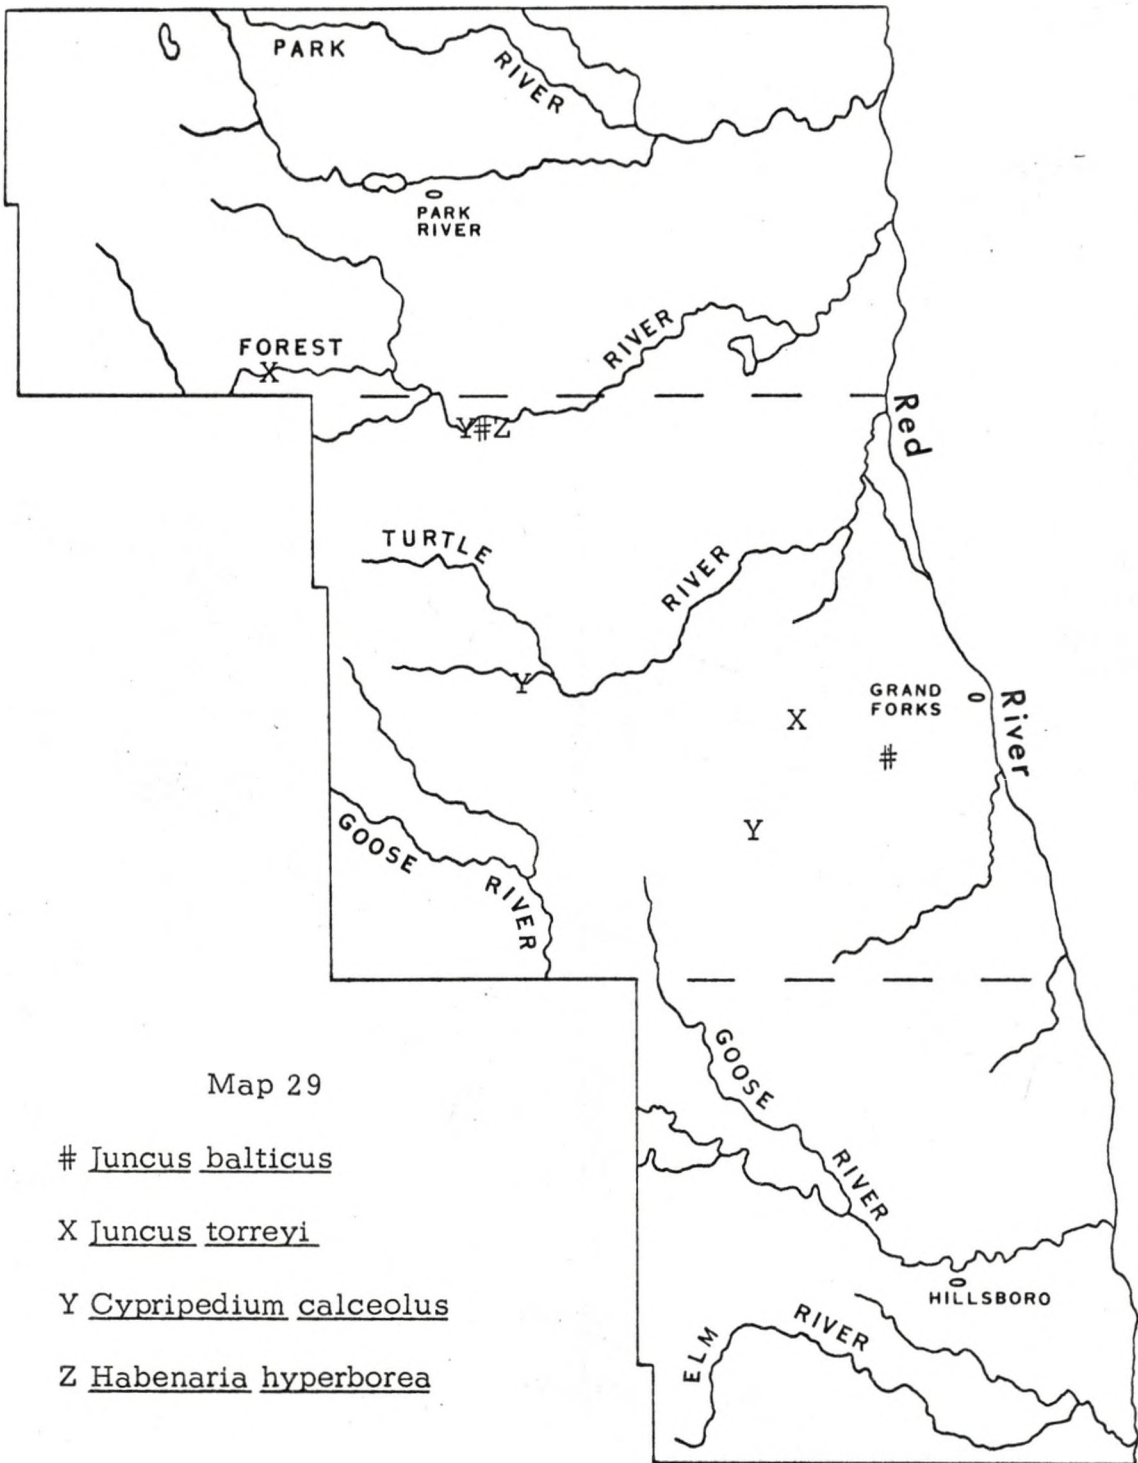 PARK
RIVER
PARK
RIVER
FOREST
X
RIVER
Y#Z
Red
TURTLE
RIVER
Y
GRAND
FORKS
River
X
#
Y
GOOSE
RIVER
GOOSE
RIVER
HILLSBORO
ELM
RIVER
Map 29
# Juncus balticus
X Juncus torreyi
Y Cypripedium calceolus
Z Habenaria hyperborea